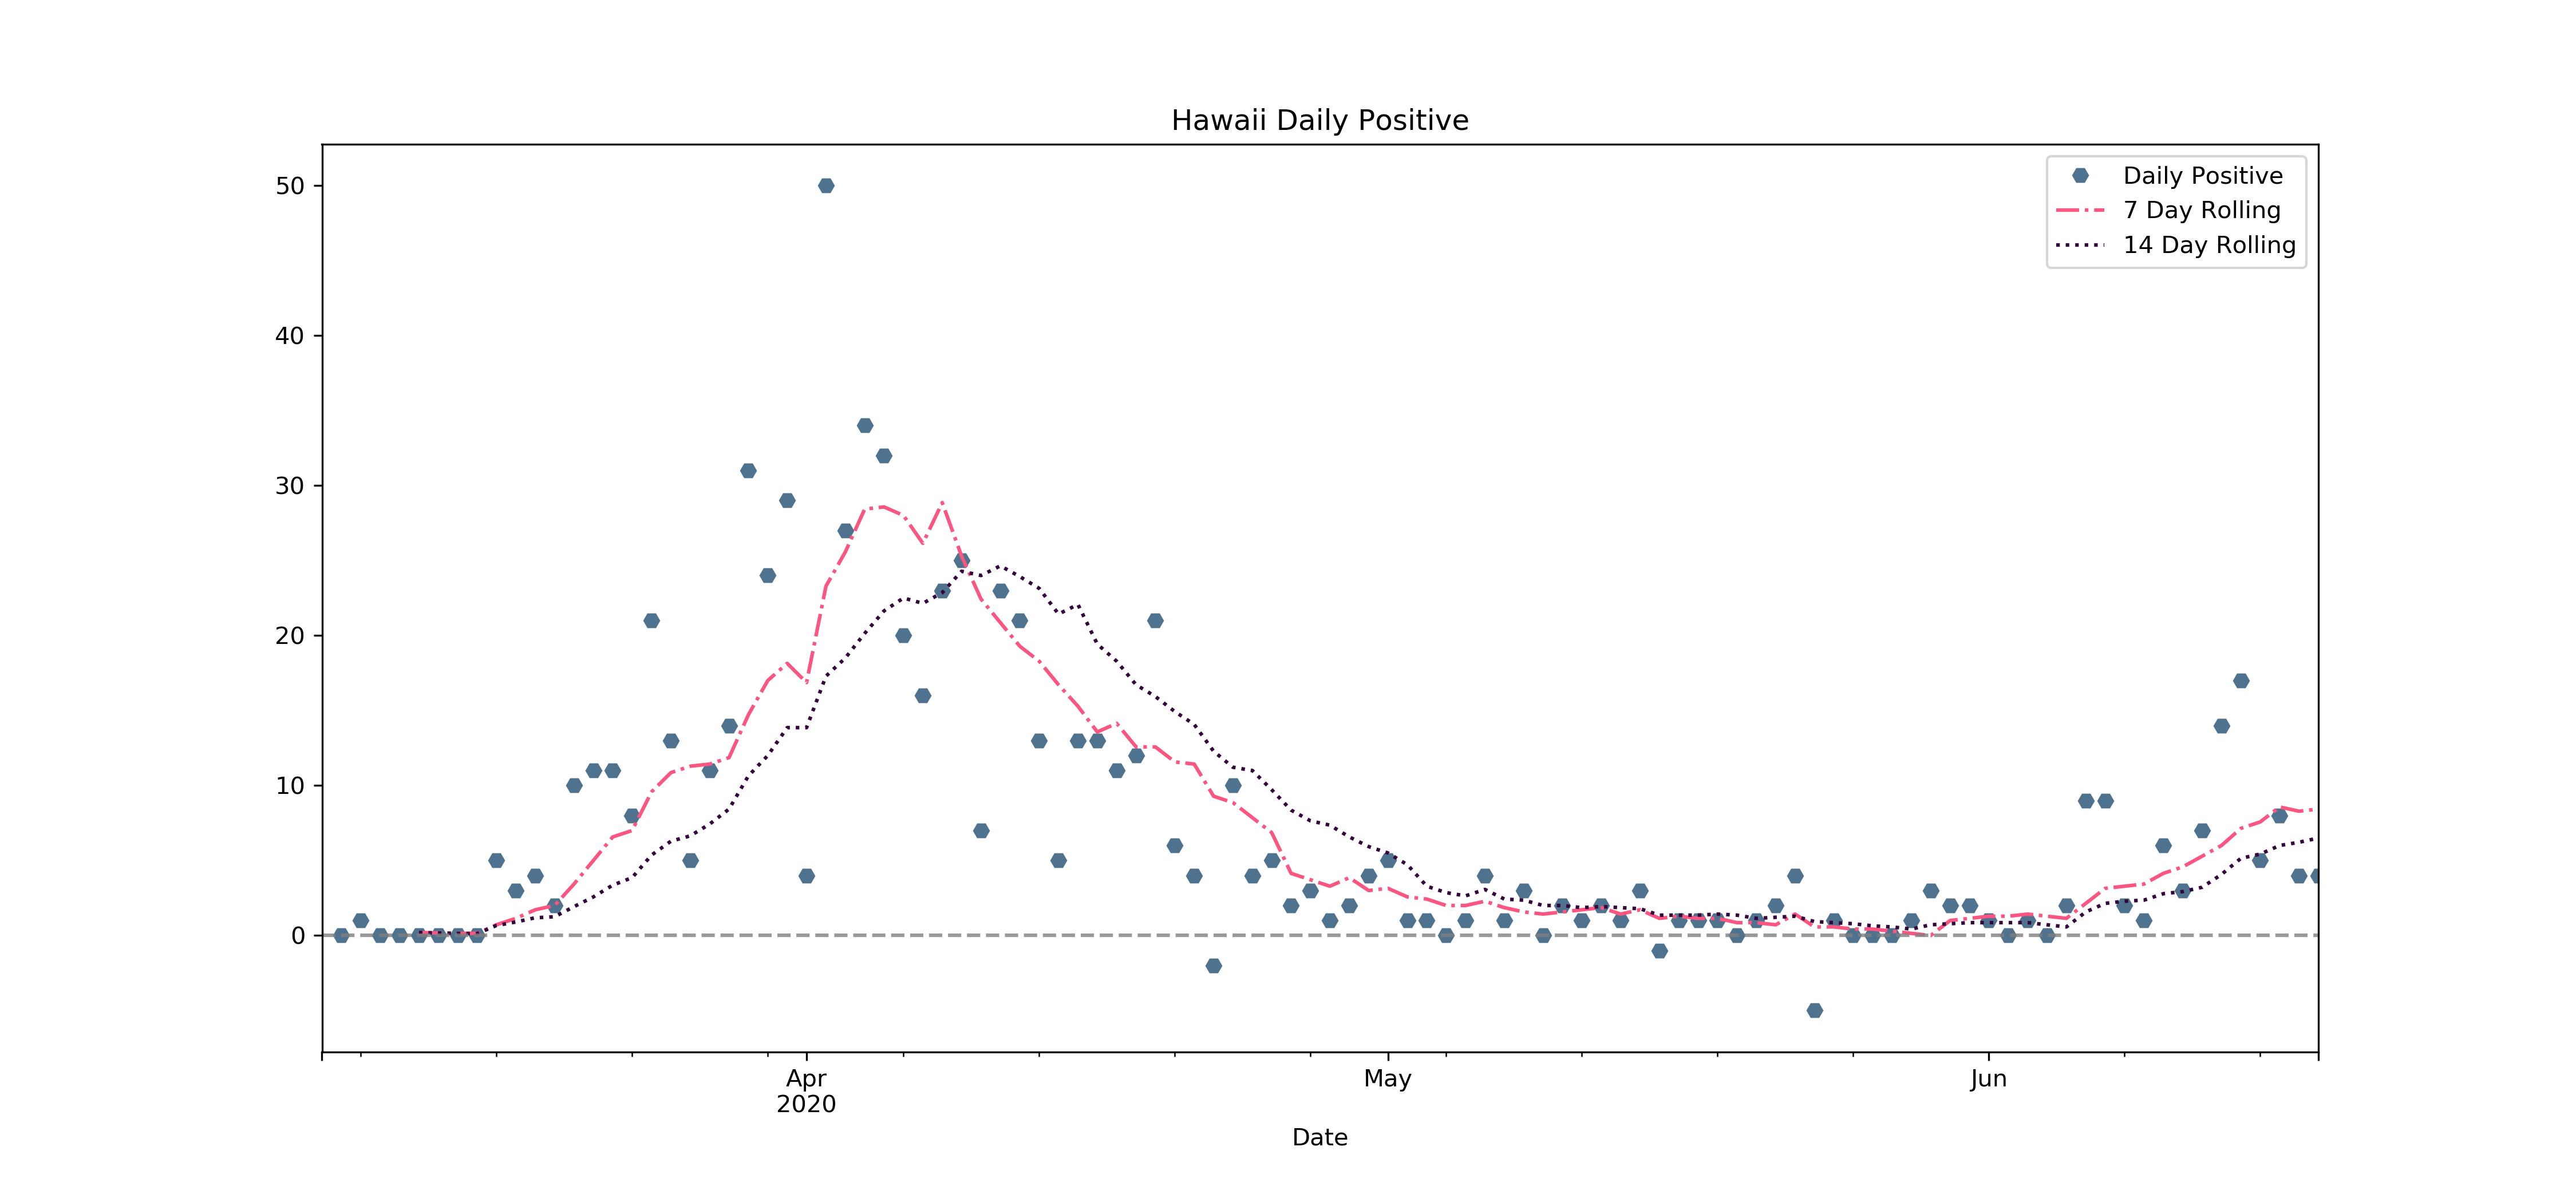 Hawaii Daily Positive
Daily Positive
7 Day Rolling
14 Day Rolling
50
40
30
20
10
0
Apr
2020
May
Jun
Date